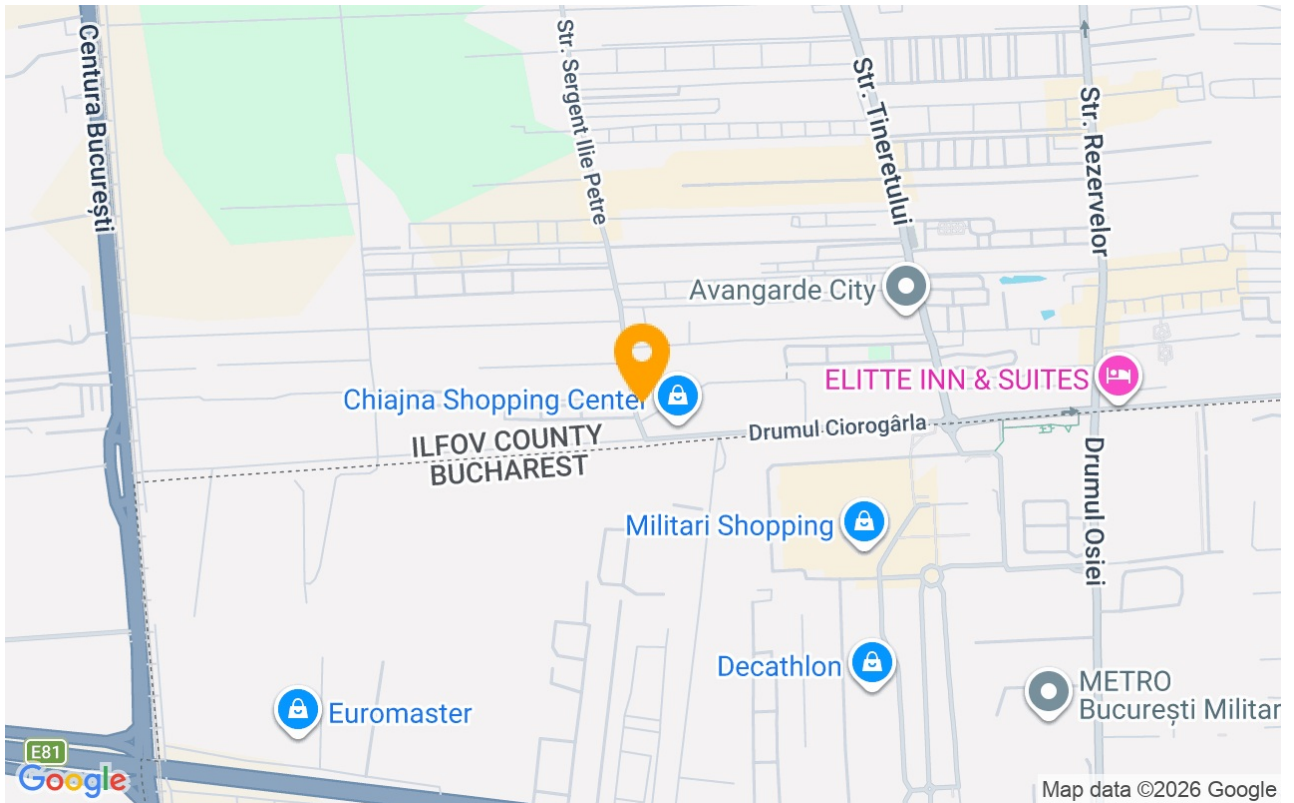 Centura București
Str. Sergent Ilie Petre
Str. Tineretului
Str. Rezervelor
Avangarde City
ELITTE INN & SUITES
Chiajna Shopping Center
Drumul Ciorogârla
ILFOV COUNTY
BUCHAREST
Drumul Osiei
Militari Shopping
Decathlon
METRO
București Militar
Euromaster
E81
Google
Map data ©2026 Google